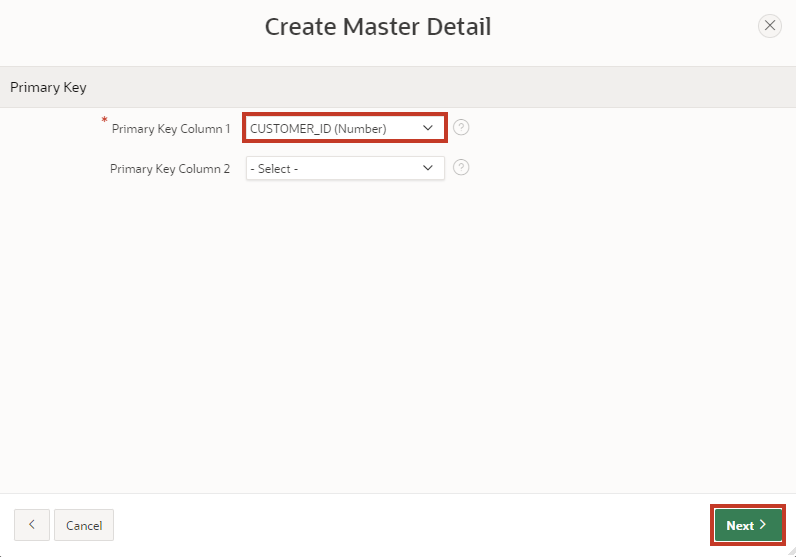 Create Master Detail
Primary Key
* Primary Key Column 1 CUSTOMER_ID (Number) ?
Primary Key Column 2 - Select - ?
Cancel Next